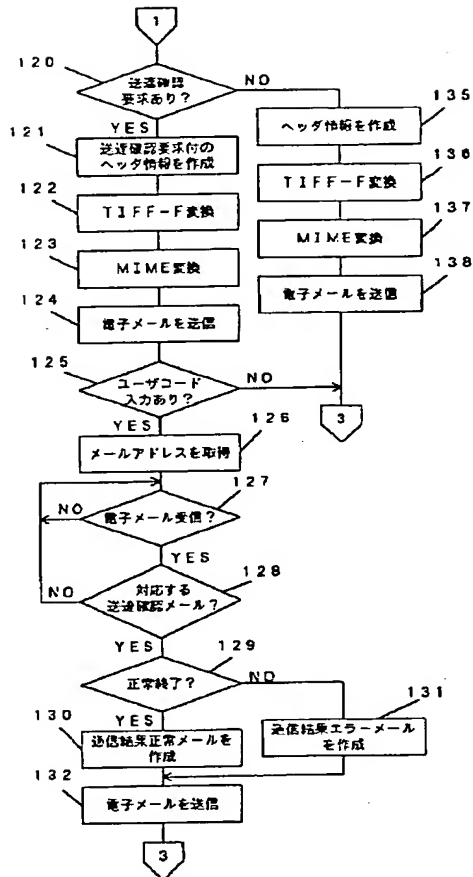 1
120
送達確認
要求あり?
NO
YES
135
ヘッダ情報を作成
121
送達確認要求付の
ヘッダ情報を作成
136
TIFF-F変換
122
TIFF-F変換
137
MIME変換
123
MIME変換
138
電子メールを送信
124
電子メールを送信
125
ユーザコード
入力あり?
NO
YES
3
126
メールアドレスを取得
127
電子メール受信?
NO
YES
128
対応する
送達確認メール?
NO
YES
129
正常終了?
NO
YES
131
130
通信結果正常メールを
作成
通信結果エラーメール
を作成
132
電子メールを送信
3